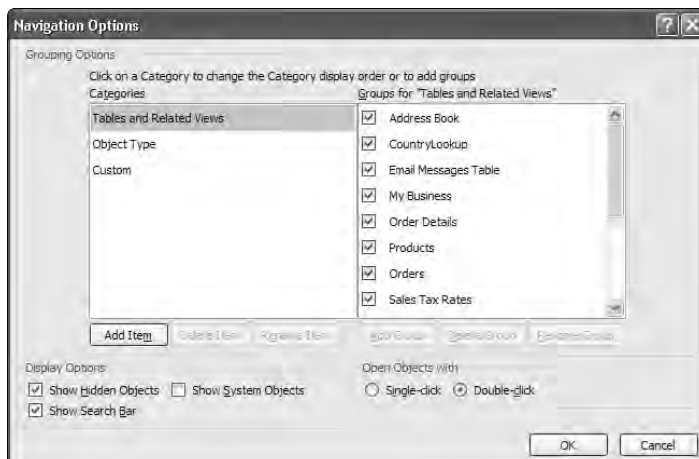 Navigation Options
Grouping Options
Click on a Category to change the Category display order or to add groups
Categories
Groups for "Tables and Related Views"
Tables and Related Views
Object Type
Custom
Address Book
CountryLookup
Email Messages Table
My Business
Order Details
Products
Orders
Sales Tax Rates
Add Item
Delete Item
Rename Item
Add Group
Delete Group
Rename Group
Display Options
Show Hidden Objects
Show System Objects
Show Search Bar
Open Objects with
Single-click
Double-click
OK
Cancel